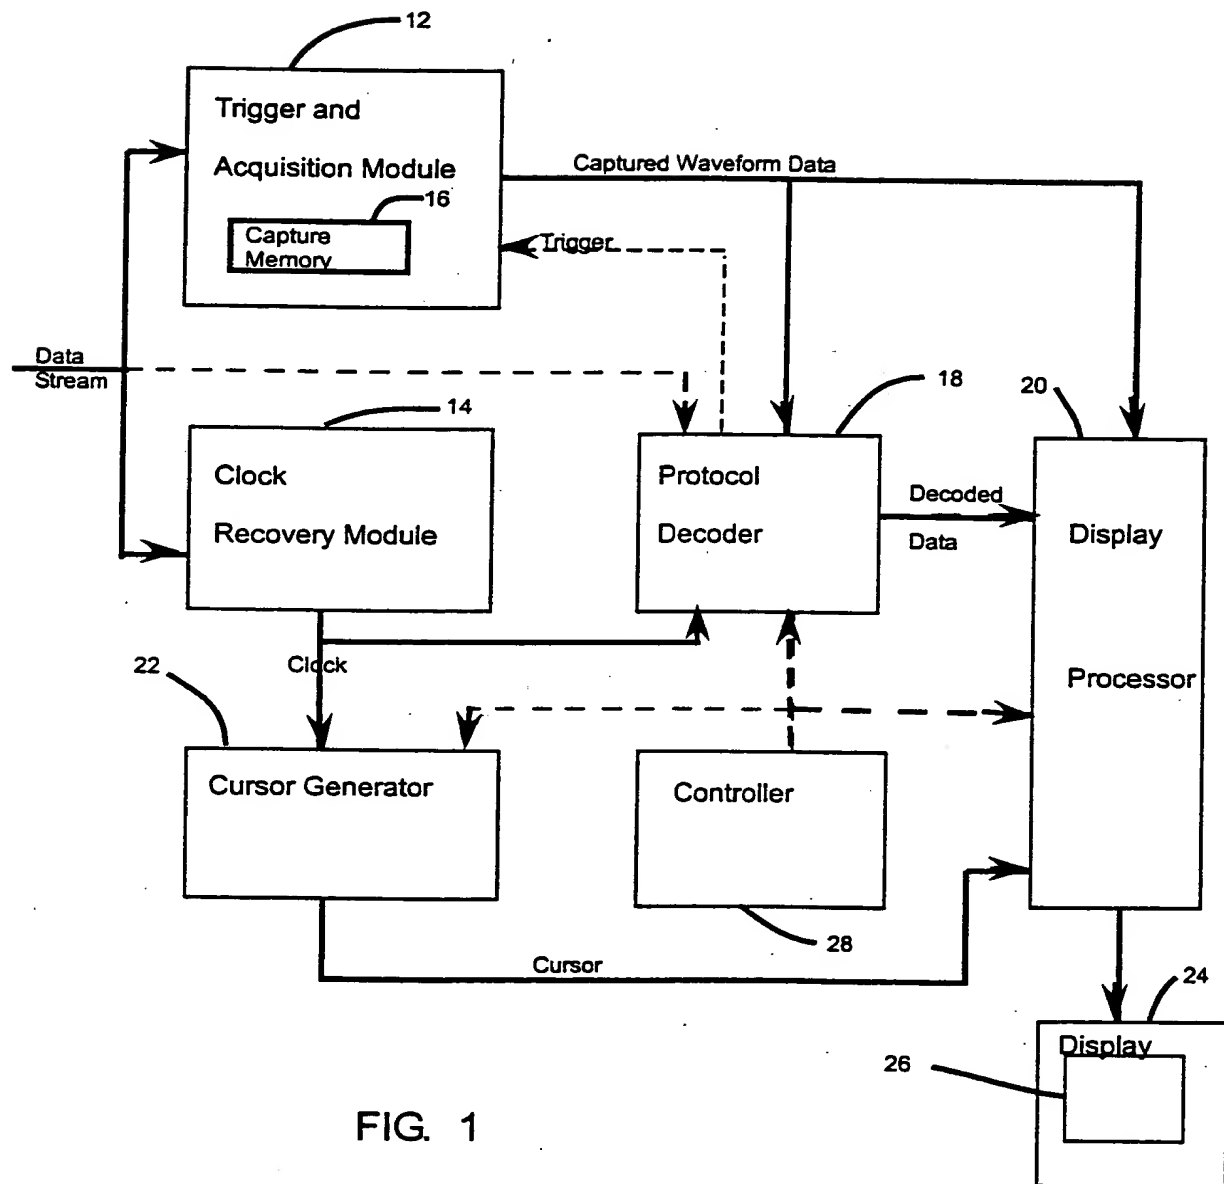 12
Trigger and
Acquisition Module
16
Capture
Memory
Captured Waveform Data
Trigger
Data
Stream
14
Clock
Recovery Module
18
Protocol
Decoder
20
Decoded
Data
Display
Processor
Clock
22
Cursor Generator
Controller
28
Cursor
24
Display
26
FIG. 1